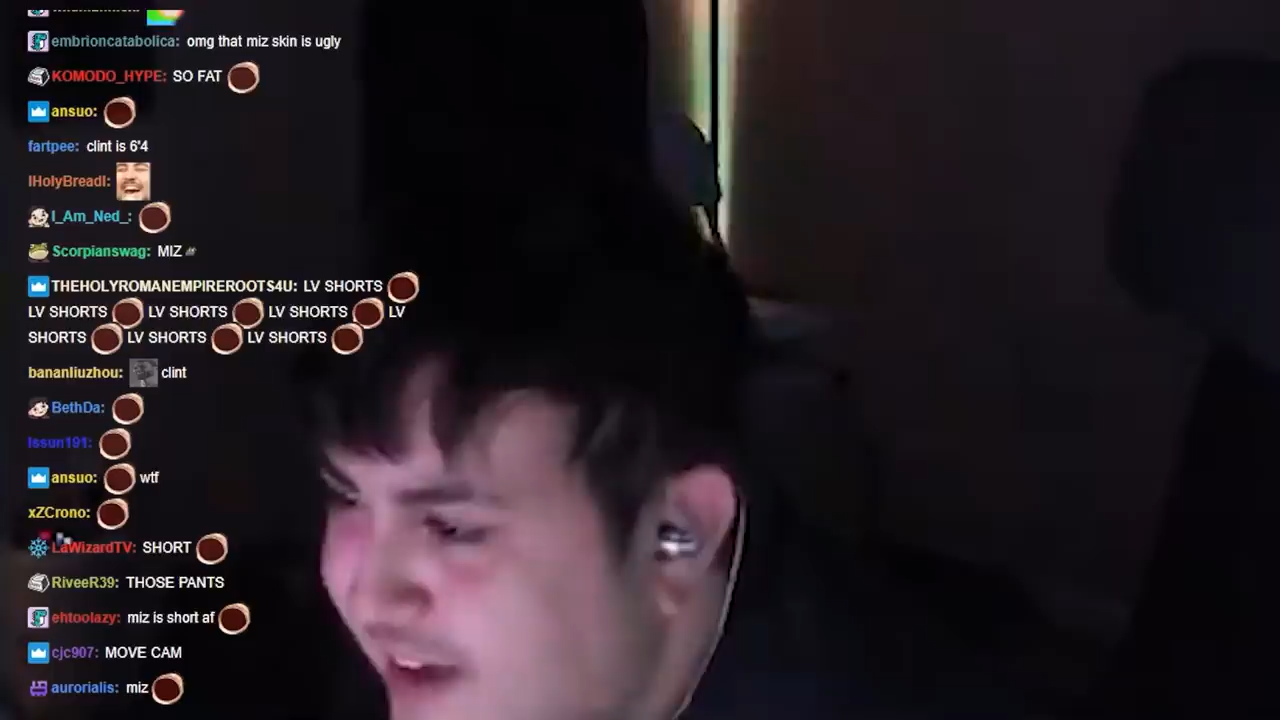 embrioncatabolica: omg that miz skin is ugly
KOMODO_HYPE: SO FAT
ansuo:
fartpee: clint is 6'4
IHolyBreadI:
I_Am_Ned_:
Scorpianswag: MIZ
THEHOLYROMANEMPIREROOTS4U: LV SHORTS
LV SHORTS LV SHORTS LV SHORTS LV
SHORTS LV SHORTS LV SHORTS
bananliuzhou: clint
BethDa:
Issun191:
ansuo: wtf
xZCrono:
LaWizardTV: SHORT
RiveeR39: THOSE PANTS
ehtoolazy: miz is short af
cjc907: MOVE CAM
aurorialis: miz